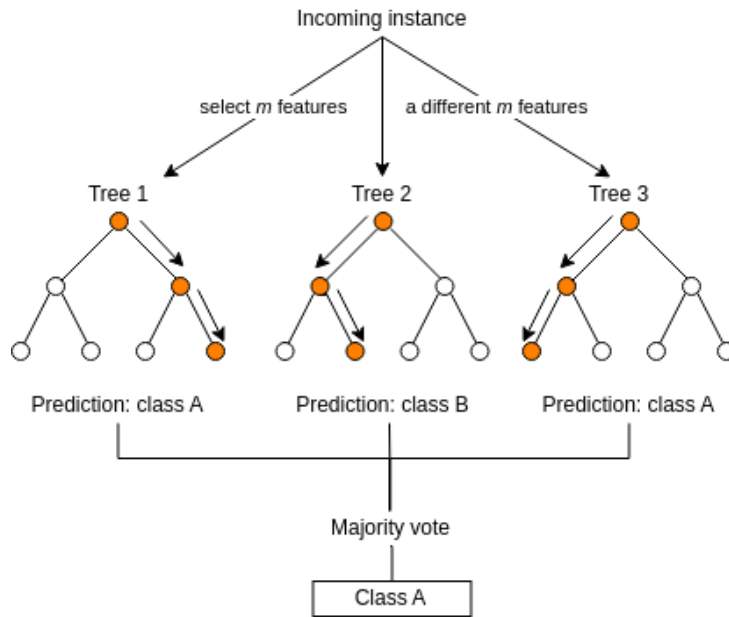 Incoming instance
select m features
a different m features
Tree 1
Tree 2
Tree 3
Prediction: class A
Prediction: class B
Prediction: class A
Majority vote
Class A